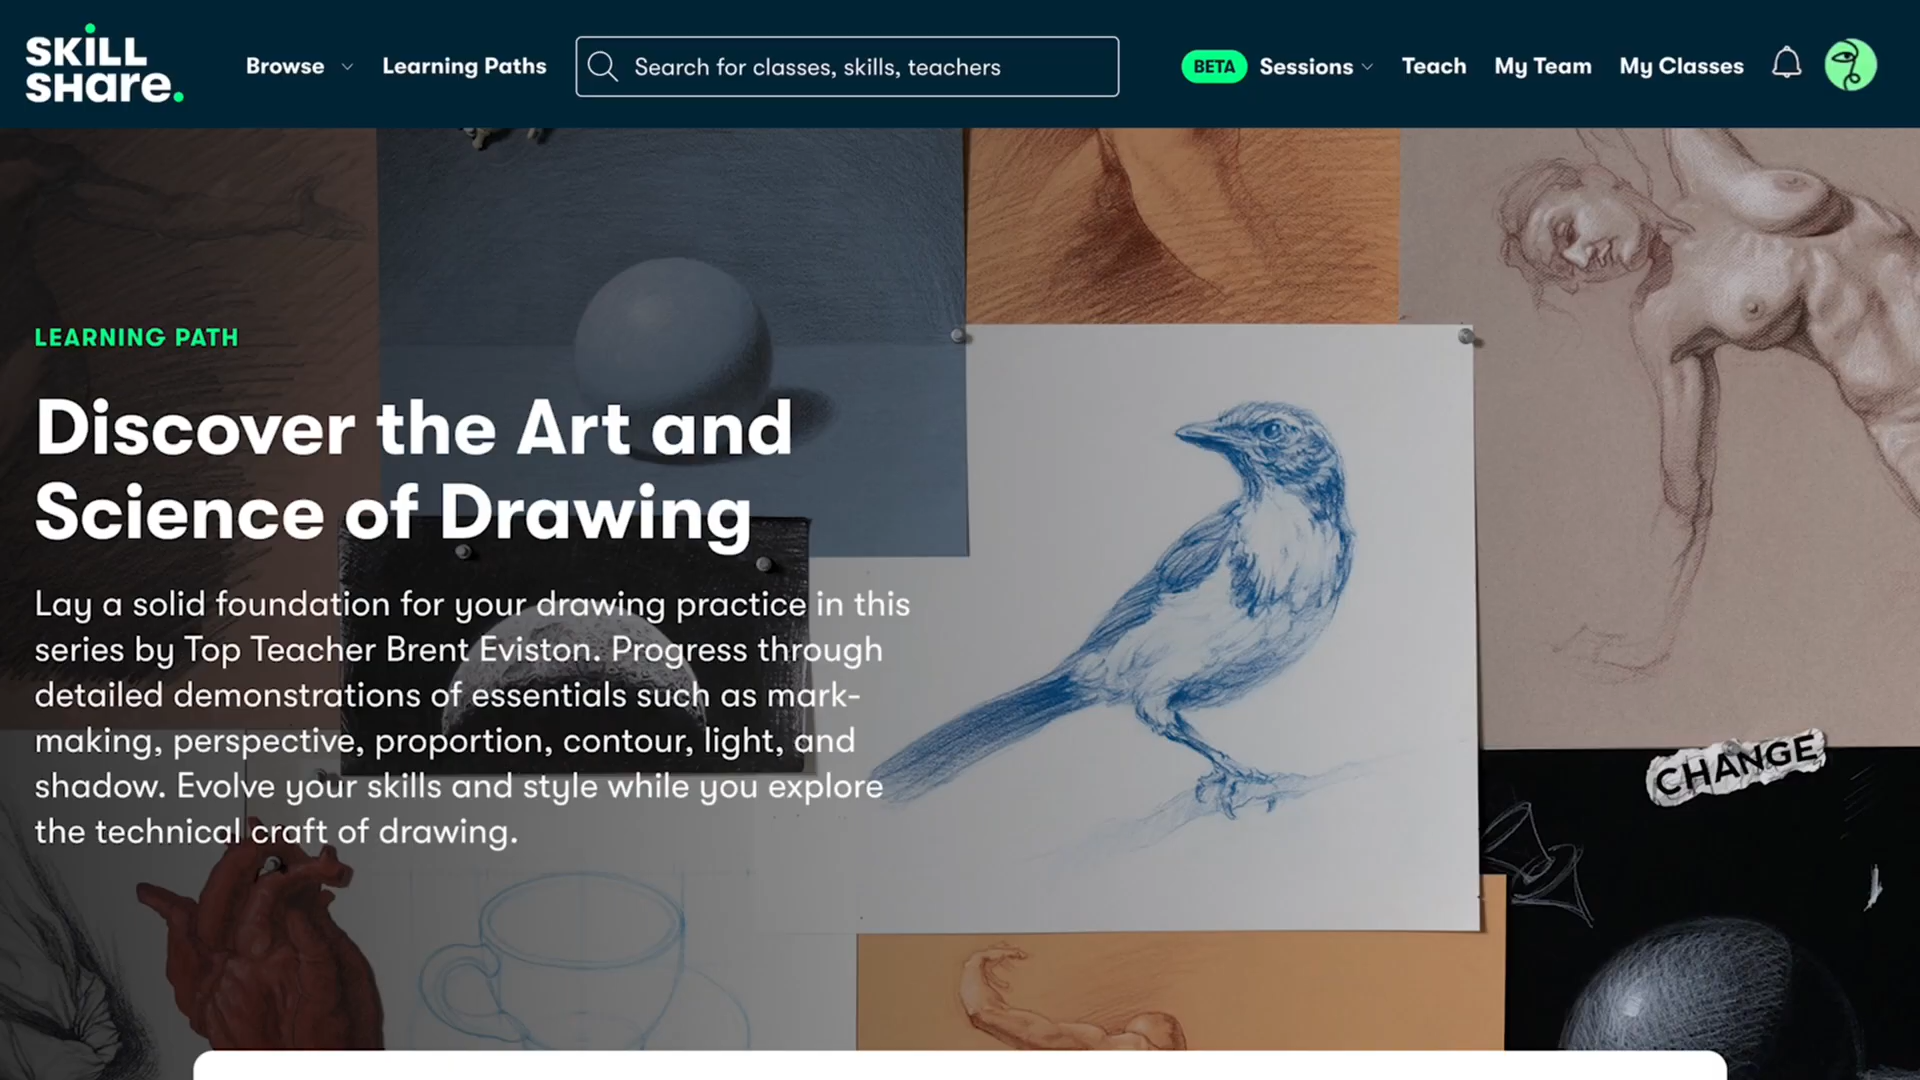 SKILL
SHare.
Browse
Learning Paths
Search for classes, skills, teachers
BETA
Sessions
Teach
My Team
My Classes
LEARNING PATH
Discover the Art and
Science of Drawing
Lay a solid foundation for your drawing practice in this
series by Top Teacher Brent Eviston. Progress through
detailed demonstrations of essentials such as mark-
making, perspective, proportion, contour, light, and
shadow. Evolve your skills and style while you explore
the technical craft of drawing.
CHANGE